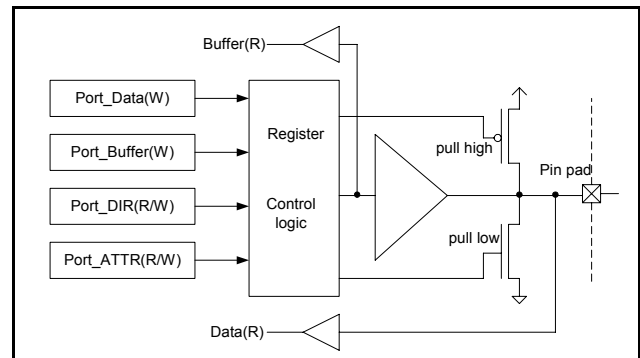 Buffer(R)
Port_Data(W)
Port_Buffer(W)
Port_DIR(R/W)
Port_ATTR(R/W)
Register
Control
logic
pull high
Pin pad
pull low
Data(R)